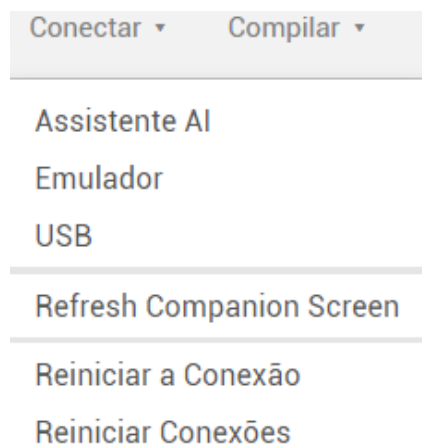 Conectar ▾ Compilar ▾
Assistente AI
Emulador
USB
Refresh Companion Screen
Reiniciar a Conexão
Reiniciar Conexões